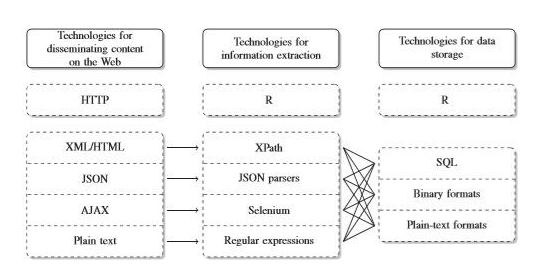 Technologies for
disseminating content
on the Web
Technologies for
information extraction
Technologies for data
storage
HTTP
R
R
XML/HTML
XPath
JSON
JSON parsers
AJAX
Selenium
Plain text
Regular expressions
SQL
Binary formats
Plain-text formats